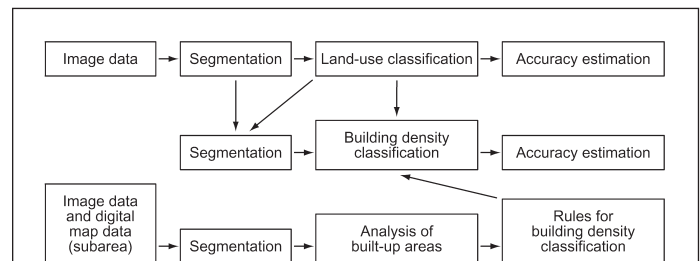 Image data
Segmentation
Land-use classification
Accuracy estimation
Segmentation
Building density
classification
Accuracy estimation
Image data
and digital
map data
(subarea)
Segmentation
Analysis of
built-up areas
Rules for
building density
classification